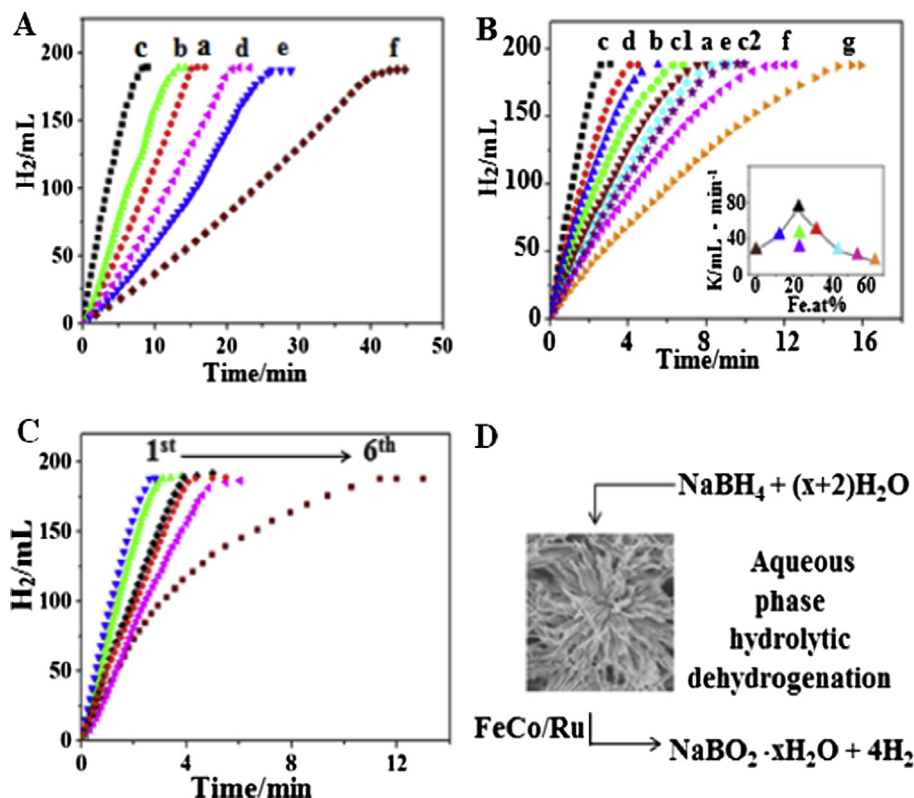 A
c b a d e f
200
150
100
50
0
H₂/mL
0 10 20 30 40 50
Time/min
B
c d b c1 a e c2 f g
200
150
100
50
0
H₂/mL
K/mL · min⁻¹
80
40
0
0 20 40 60
Fe.at%
0 4 8 12 16
Time/min
C
1ˢᵗ 6ᵗʰ
200
150
100
50
0
H₂/mL
0 4 8 12
Time/min
D
NaBH₄ + (x+2)H₂O
Aqueous
phase
hydrolytic
dehydrogenation
FeCo/Ru
NaBO₂ ·xH₂O + 4H₂